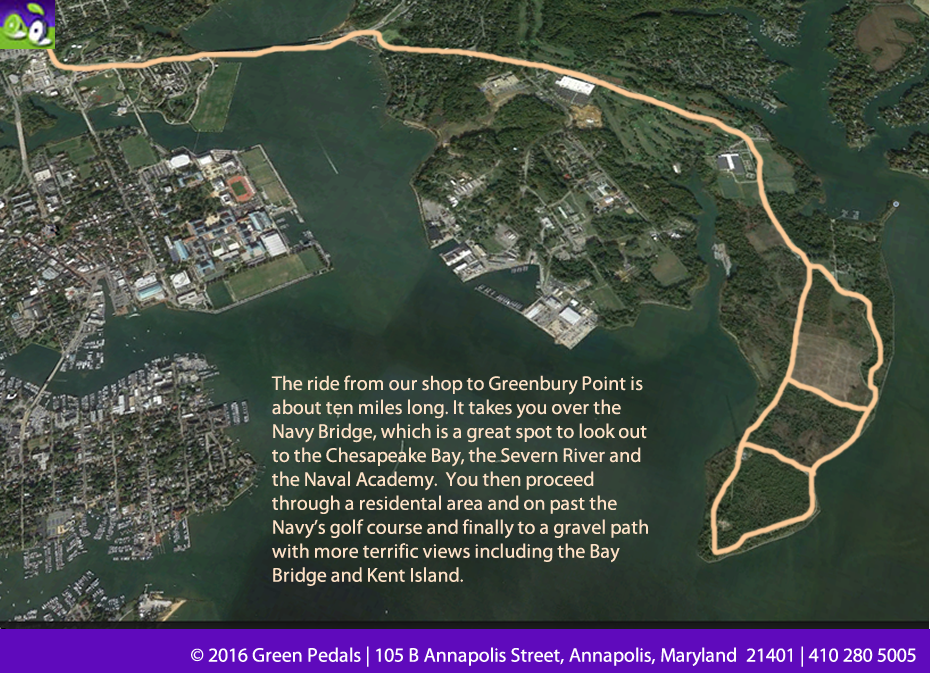 The ride from our shop to Greenbury Point is
about ten miles long. It takes you over the
Navy Bridge, which is a great spot to look out
to the Chesapeake Bay, the Severn River and
the Naval Academy.  You then proceed
through a residental area and on past the
Navy's golf course and finally to a gravel path
with more terrific views including the Bay
Bridge and Kent Island.
© 2016 Green Pedals | 105 B Annapolis Street, Annapolis, Maryland  21401 | 410 280 5005